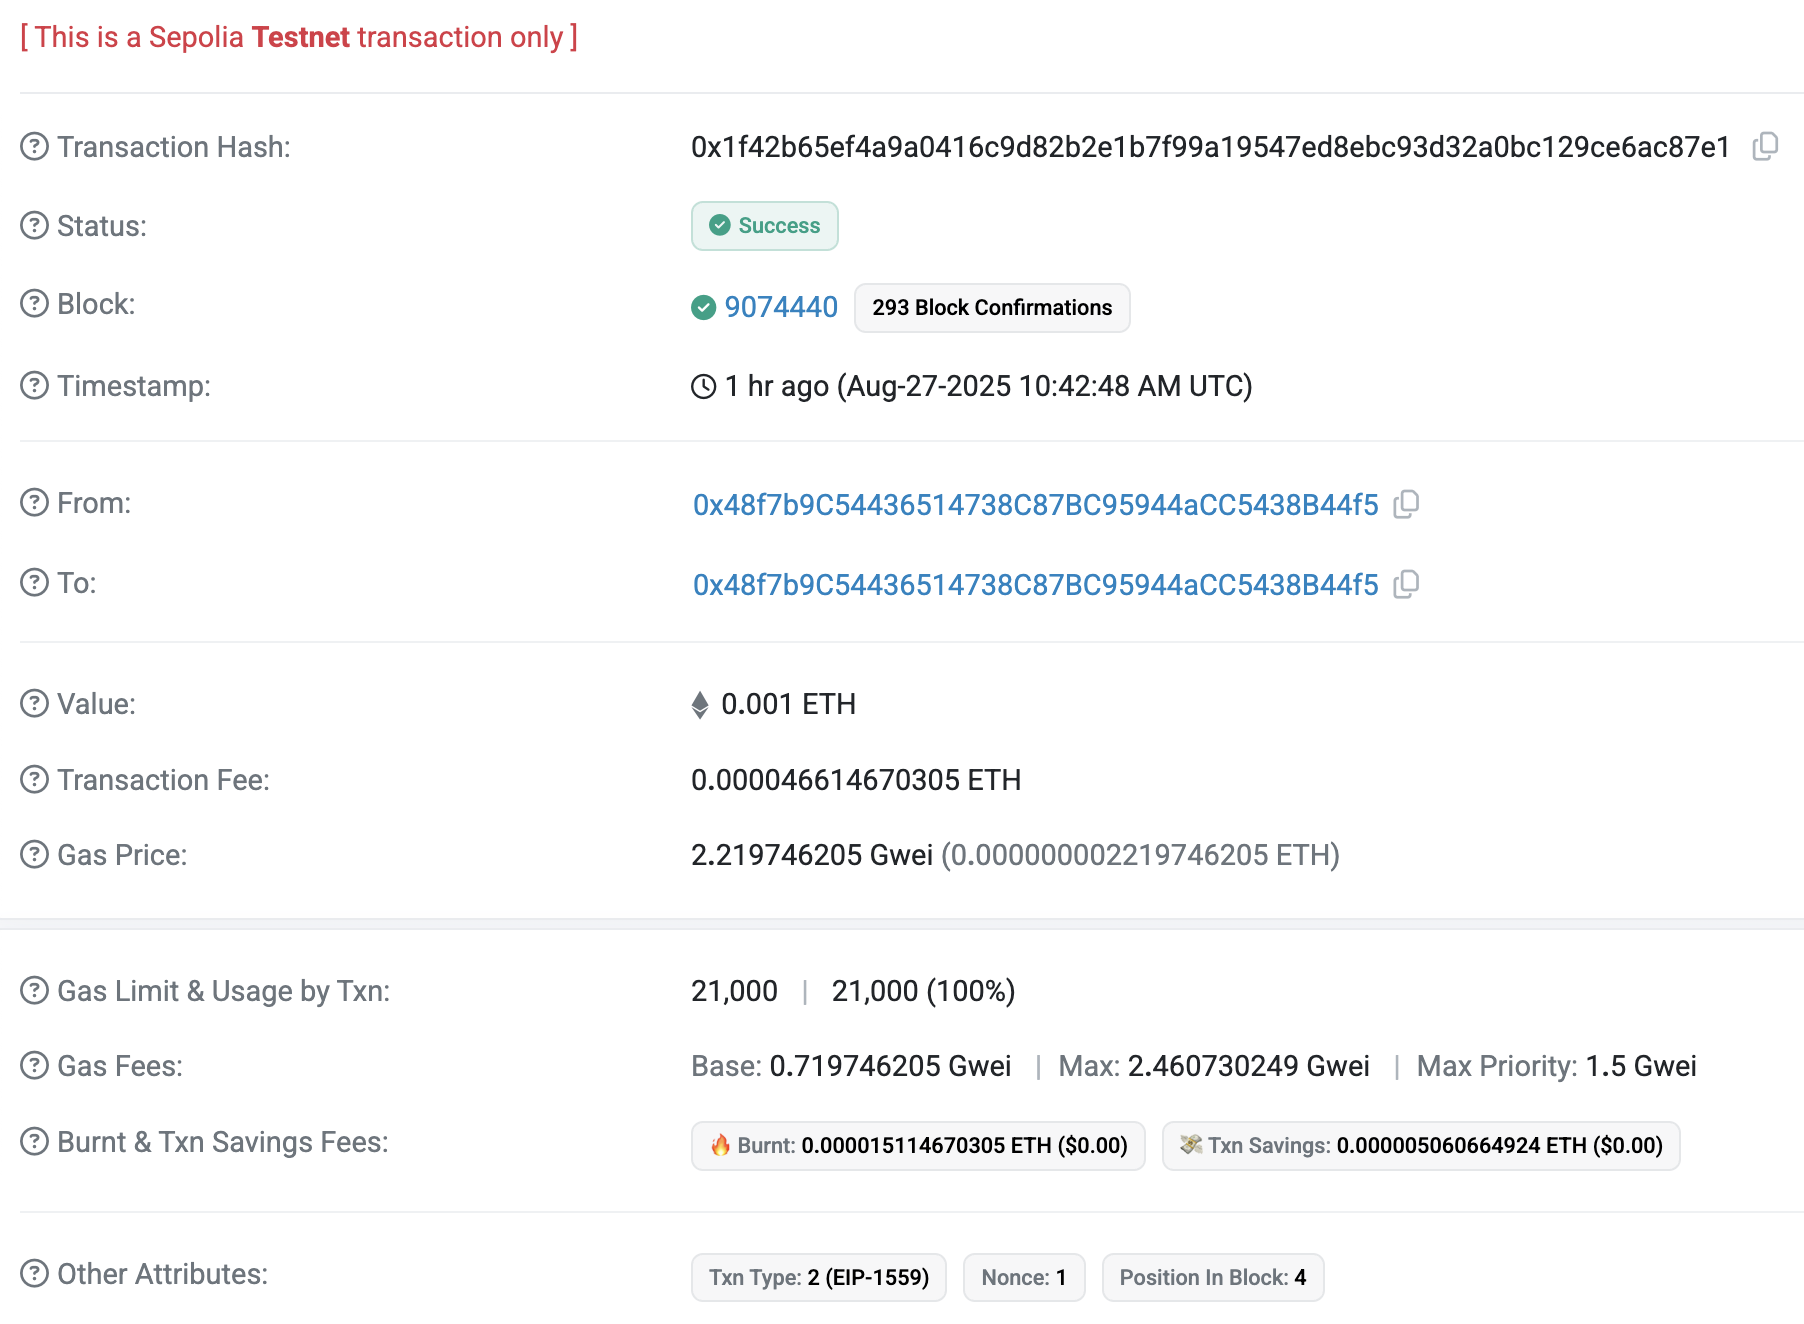 [ This is a Sepolia Testnet transaction only ]
Transaction Hash: 0x1f42b65ef4a9a0416c9d82b2e1b7f99a19547ed8ebc93d32a0bc129ce6ac87e1
Status: Success
Block: 9074440 293 Block Confirmations
Timestamp: 1 hr ago (Aug-27-2025 10:42:48 AM UTC)
From: 0x48f7b9C54436514738C87BC95944aCC5438B44f5
To: 0x48f7b9C54436514738C87BC95944aCC5438B44f5
Value: 0.001 ETH
Transaction Fee: 0.000046614670305 ETH
Gas Price: 2.219746205 Gwei (0.000000002219746205 ETH)
Gas Limit & Usage by Txn: 21,000 | 21,000 (100%)
Gas Fees: Base: 0.719746205 Gwei | Max: 2.460730249 Gwei | Max Priority: 1.5 Gwei
Burnt & Txn Savings Fees: 🔥 Burnt: 0.000015114670305 ETH ($0.00) 💸 Txn Savings: 0.000005060664924 ETH ($0.00)
Other Attributes: Txn Type: 2 (EIP-1559) Nonce: 1 Position In Block: 4